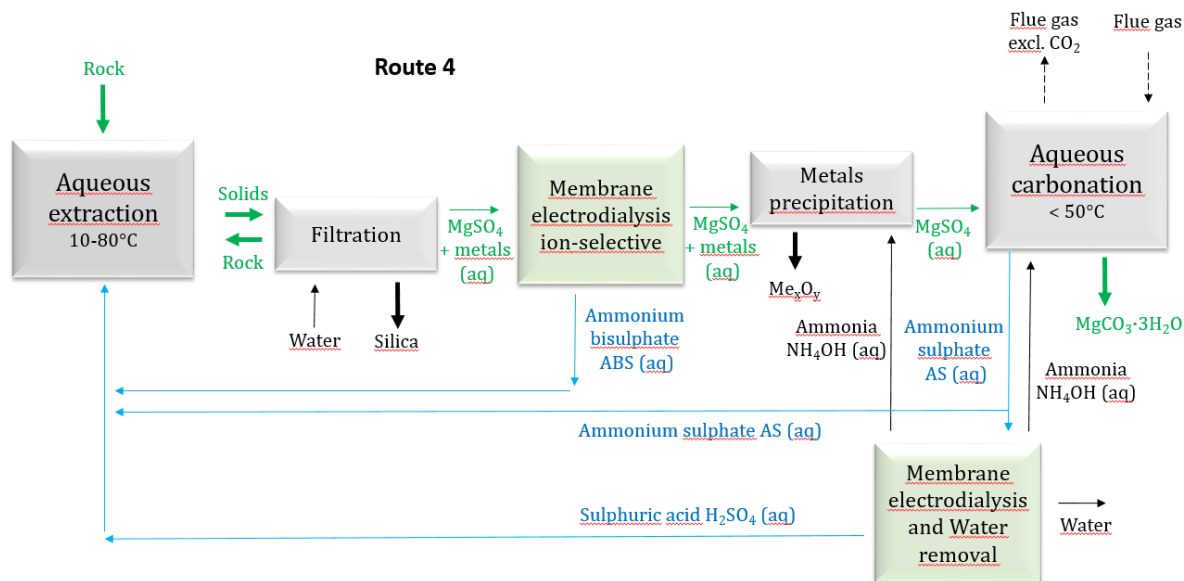 Route 4
Rock
Aqueous
extraction
10-80°C
Solids
Rock
Filtration
Water
Silica
MgSO₄
+ metals
(aq)
Membrane
electrodialysis
ion-selective
Ammonium
bisulphate
ABS (aq)
MgSO₄
+ metals
(aq)
Metals
precipitation
MeₓOᵧ
Ammonia
NH₄OH (aq)
MgSO₄
(aq)
Flue gas
excl. CO₂
Flue gas
Aqueous
carbonation
< 50°C
MgCO₃·3H₂O
Ammonium
sulphate
AS (aq)
Ammonia
NH₄OH (aq)
Ammonium sulphate AS (aq)
Membrane
electrodialysis
and Water
removal
Water
Sulphuric acid H₂SO₄ (aq)